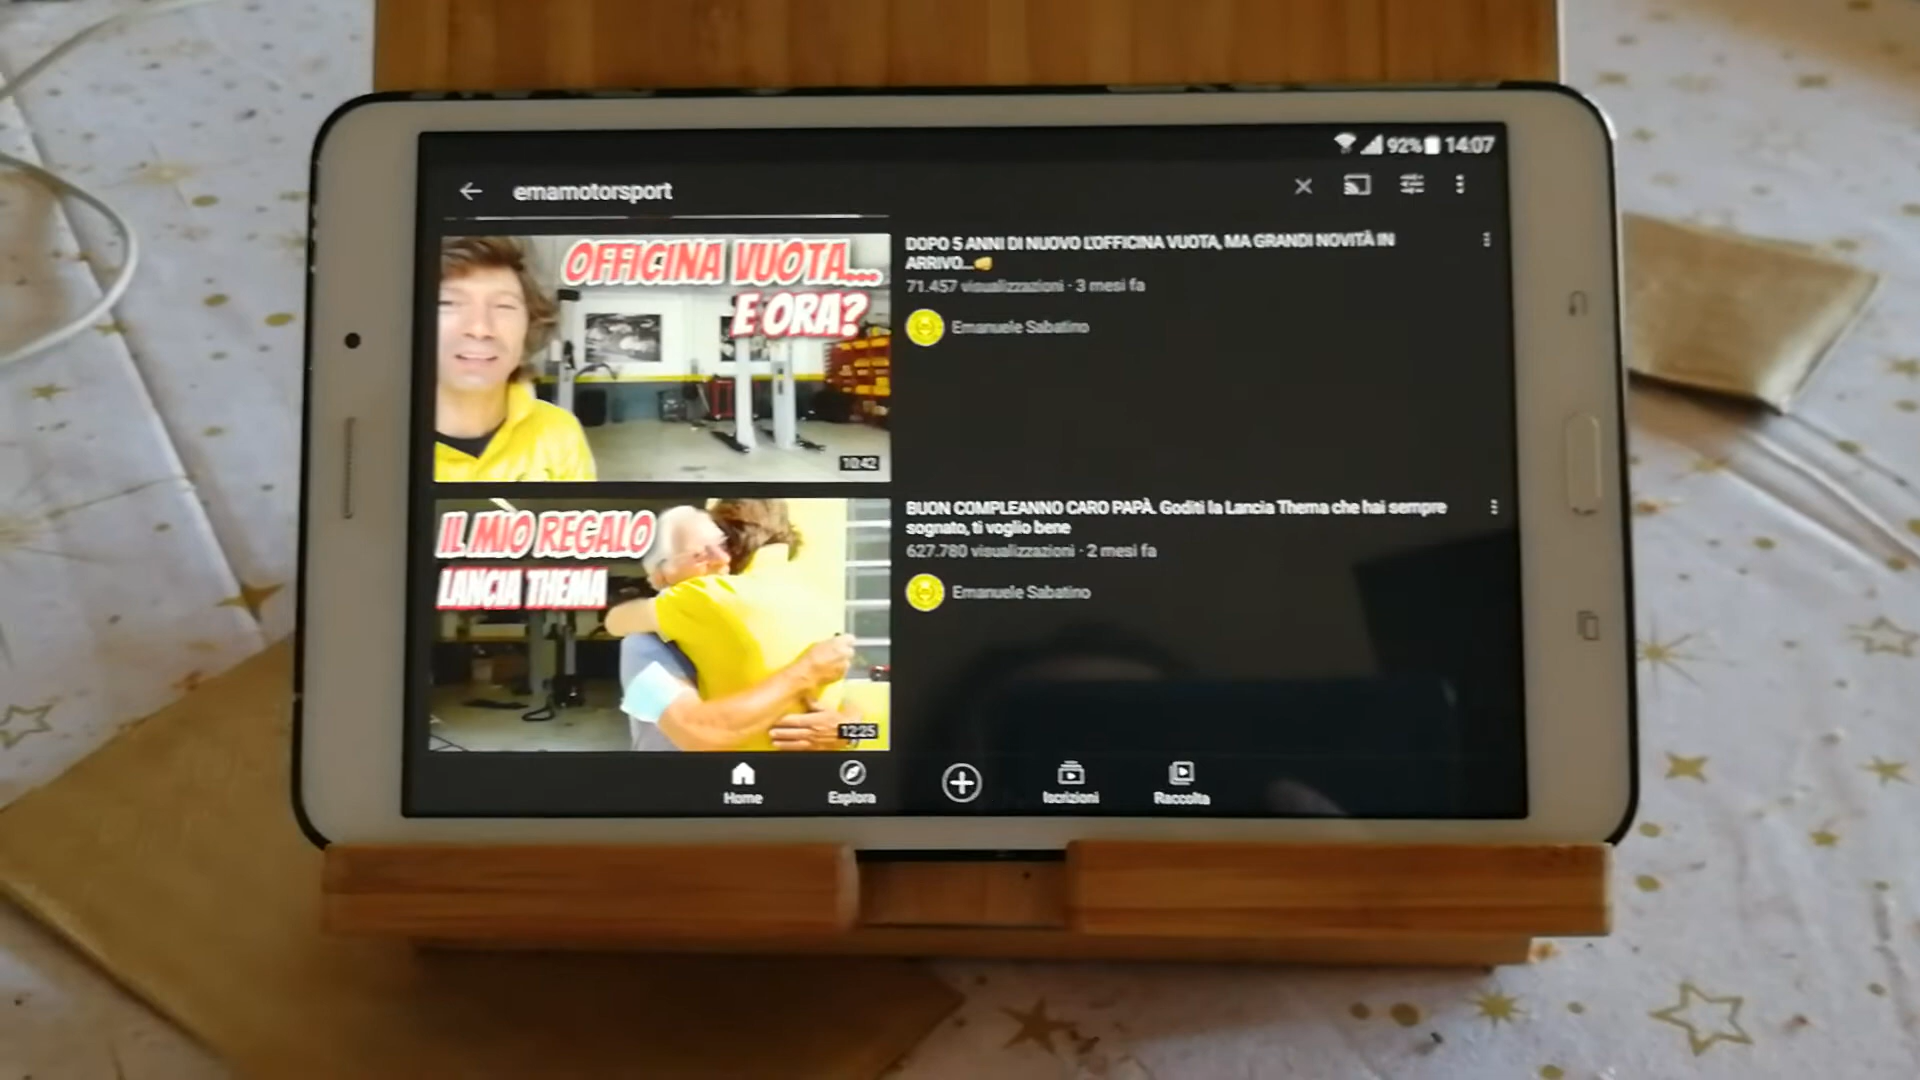 92% 14:07
emamotorsport
OFFICINA VUOTA...
E ORA?
10:42
DOPO 5 ANNI DI NUOVO L'OFFICINA VUOTA, MA GRANDI NOVITÀ IN
ARRIVO...🤜
71.457 visualizzazioni · 3 mesi fa
Emanuele Sabatino
IL MIO REGALO
LANCIA THEMA
12:25
BUON COMPLEANNO CARO PAPÀ. Goditi la Lancia Thema che hai sempre
sognato, ti voglio bene
627.780 visualizzazioni · 2 mesi fa
Emanuele Sabatino
Home Esplora Iscrizioni Raccolta